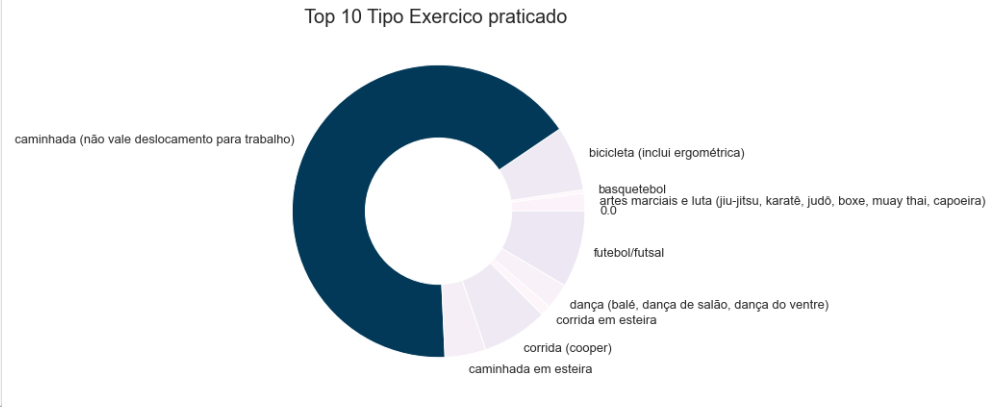 Top 10 Tipo Exercico praticado
caminhada (não vale deslocamento para trabalho)
bicicleta (inclui ergométrica)
basquetebol
artes marciais e luta (jiu-jitsu, karatê, judô, boxe, muay thai, capoeira)
0.0
futebol/futsal
dança (balé, dança de salão, dança do ventre)
corrida em esteira
corrida (cooper)
caminhada em esteira